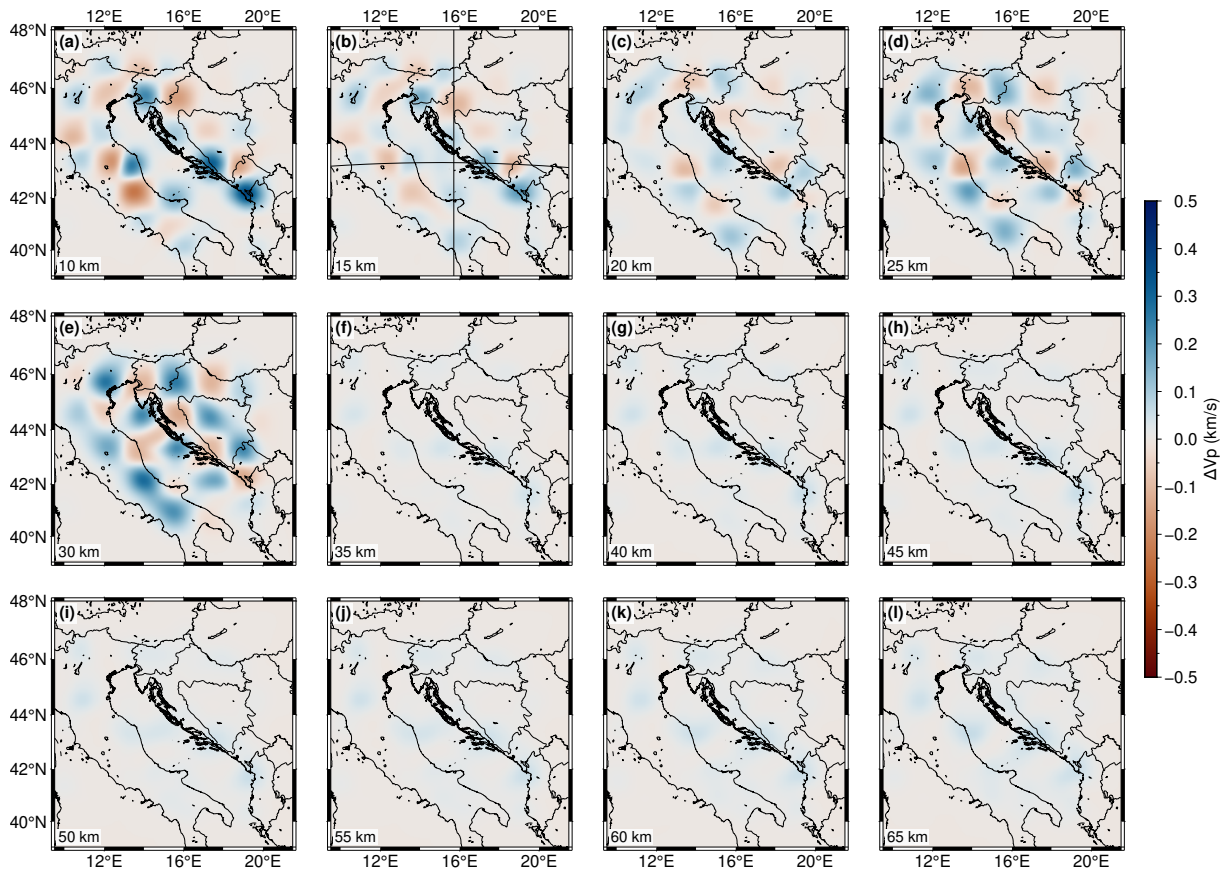 12°E 16°E 20°E 12°E 16°E 20°E 12°E 16°E 20°E 12°E 16°E 20°E
48°N (a) (b) (c) (d)
46°N
44°N
42°N
40°N
10 km 15 km 20 km 25 km
48°N (e) (f) (g) (h)
46°N
44°N
42°N
40°N
30 km 35 km 40 km 45 km
48°N (i) (j) (k) (l)
46°N
44°N
42°N
40°N
50 km 55 km 60 km 65 km
12°E 16°E 20°E 12°E 16°E 20°E 12°E 16°E 20°E 12°E 16°E 20°E
0.5
0.4
0.3
0.2
0.1
0.0
−0.1
−0.2
−0.3
−0.4
−0.5
ΔVp (km/s)